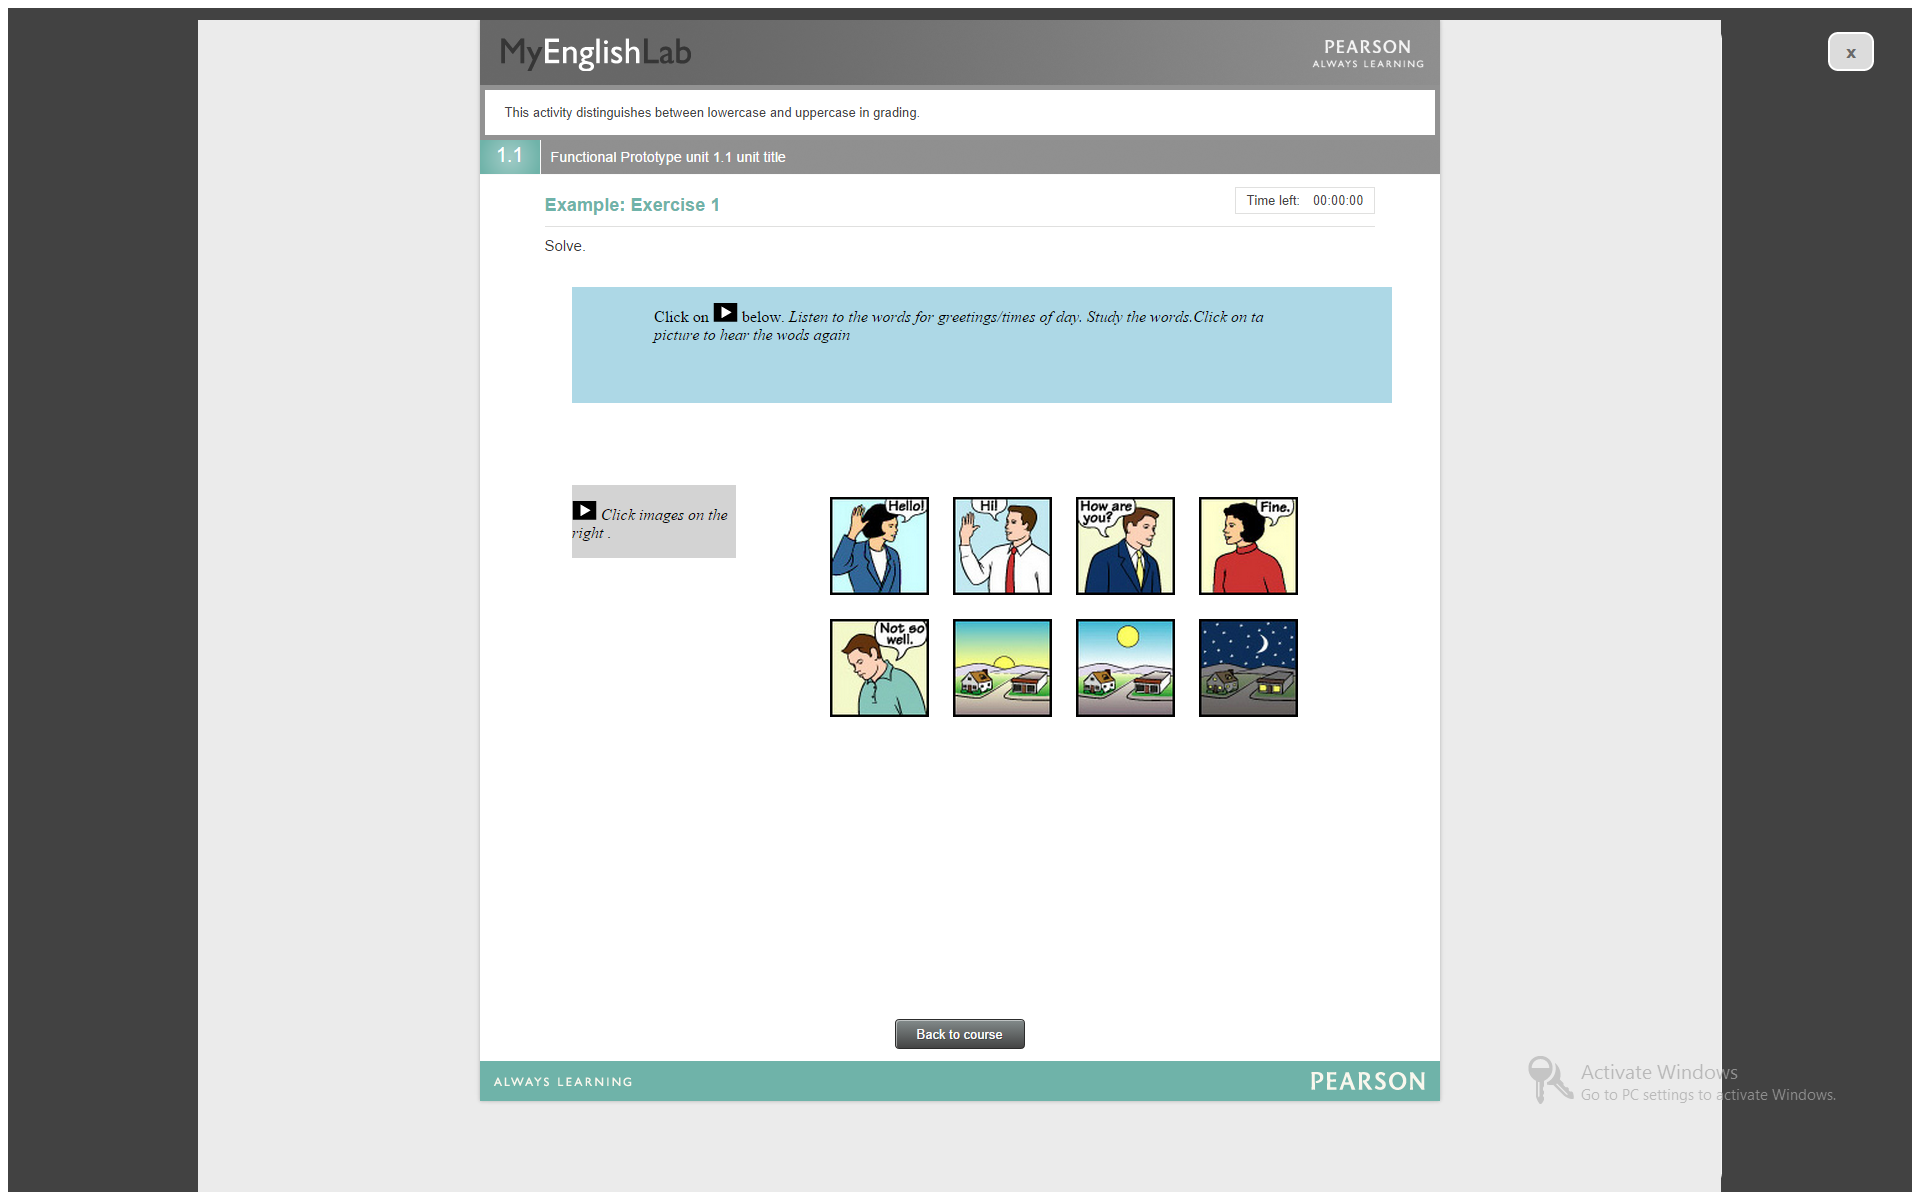 MyEnglishLab
PEARSON
ALWAYS LEARNING
x
This activity distinguishes between lowercase and uppercase in grading.
1.1 Functional Prototype unit 1.1 unit title
Example: Exercise 1
Time left: 00:00:00
Solve.
Click on below. Listen to the words for greetings/times of day. Study the words.Click on ta
picture to hear the wods again
Click images on the
right .
Hello!
Hi!
How are
you?
Fine.
Not so
well.
Back to course
ALWAYS LEARNING
PEARSON
Activate Windows
Go to PC settings to activate Windows.